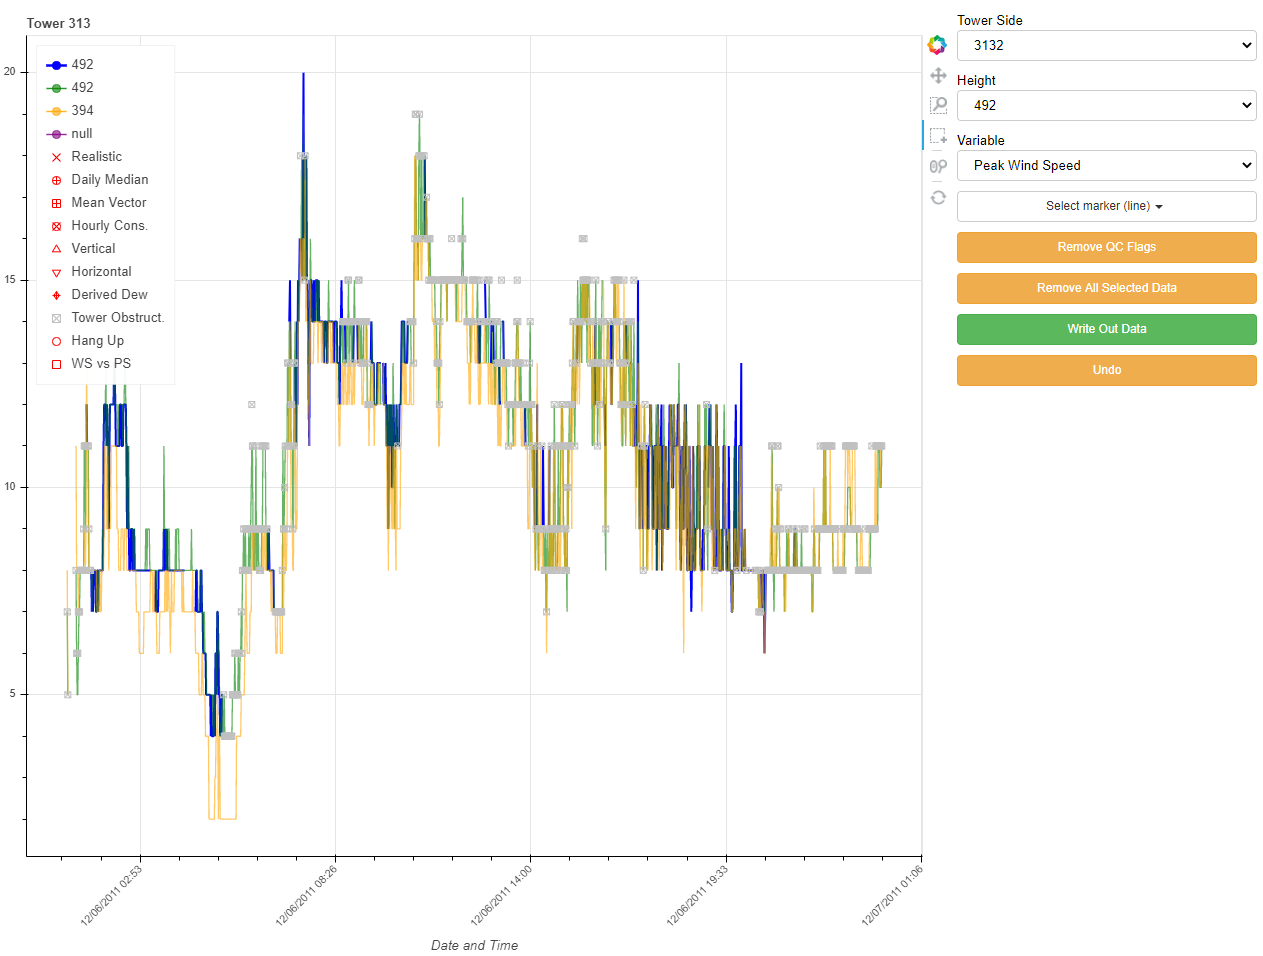 Tower 313
492
492
394
null
Realistic
Daily Median
Mean Vector
Hourly Cons.
Vertical
Horizontal
Derived Dew
Tower Obstruct.
Hang Up
WS vs PS
20
15
10
5
12/06/2011 02:53
12/06/2011 08:26
12/06/2011 14:00
12/06/2011 19:33
12/07/2011 01:06
Date and Time
Tower Side
3132
Height
492
Variable
Peak Wind Speed
Select marker (line)
Remove QC Flags
Remove All Selected Data
Write Out Data
Undo